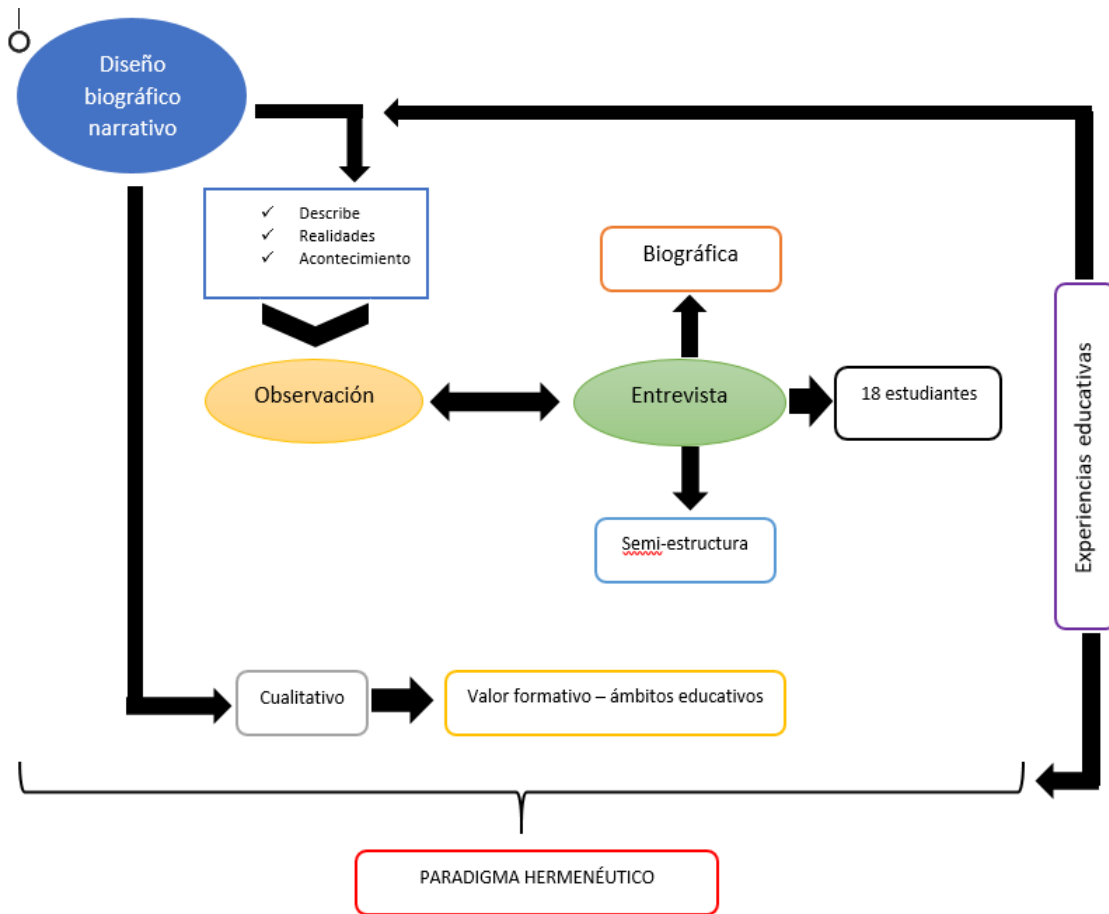 Diseño
biográfico
narrativo
✓ Describe
✓ Realidades
✓ Acontecimiento
Biográfica
Observación
Entrevista
18 estudiantes
Semi-estructura
Experiencias educativas
Cualitativo
Valor formativo – ámbitos educativos
PARADIGMA HERMENÉUTICO